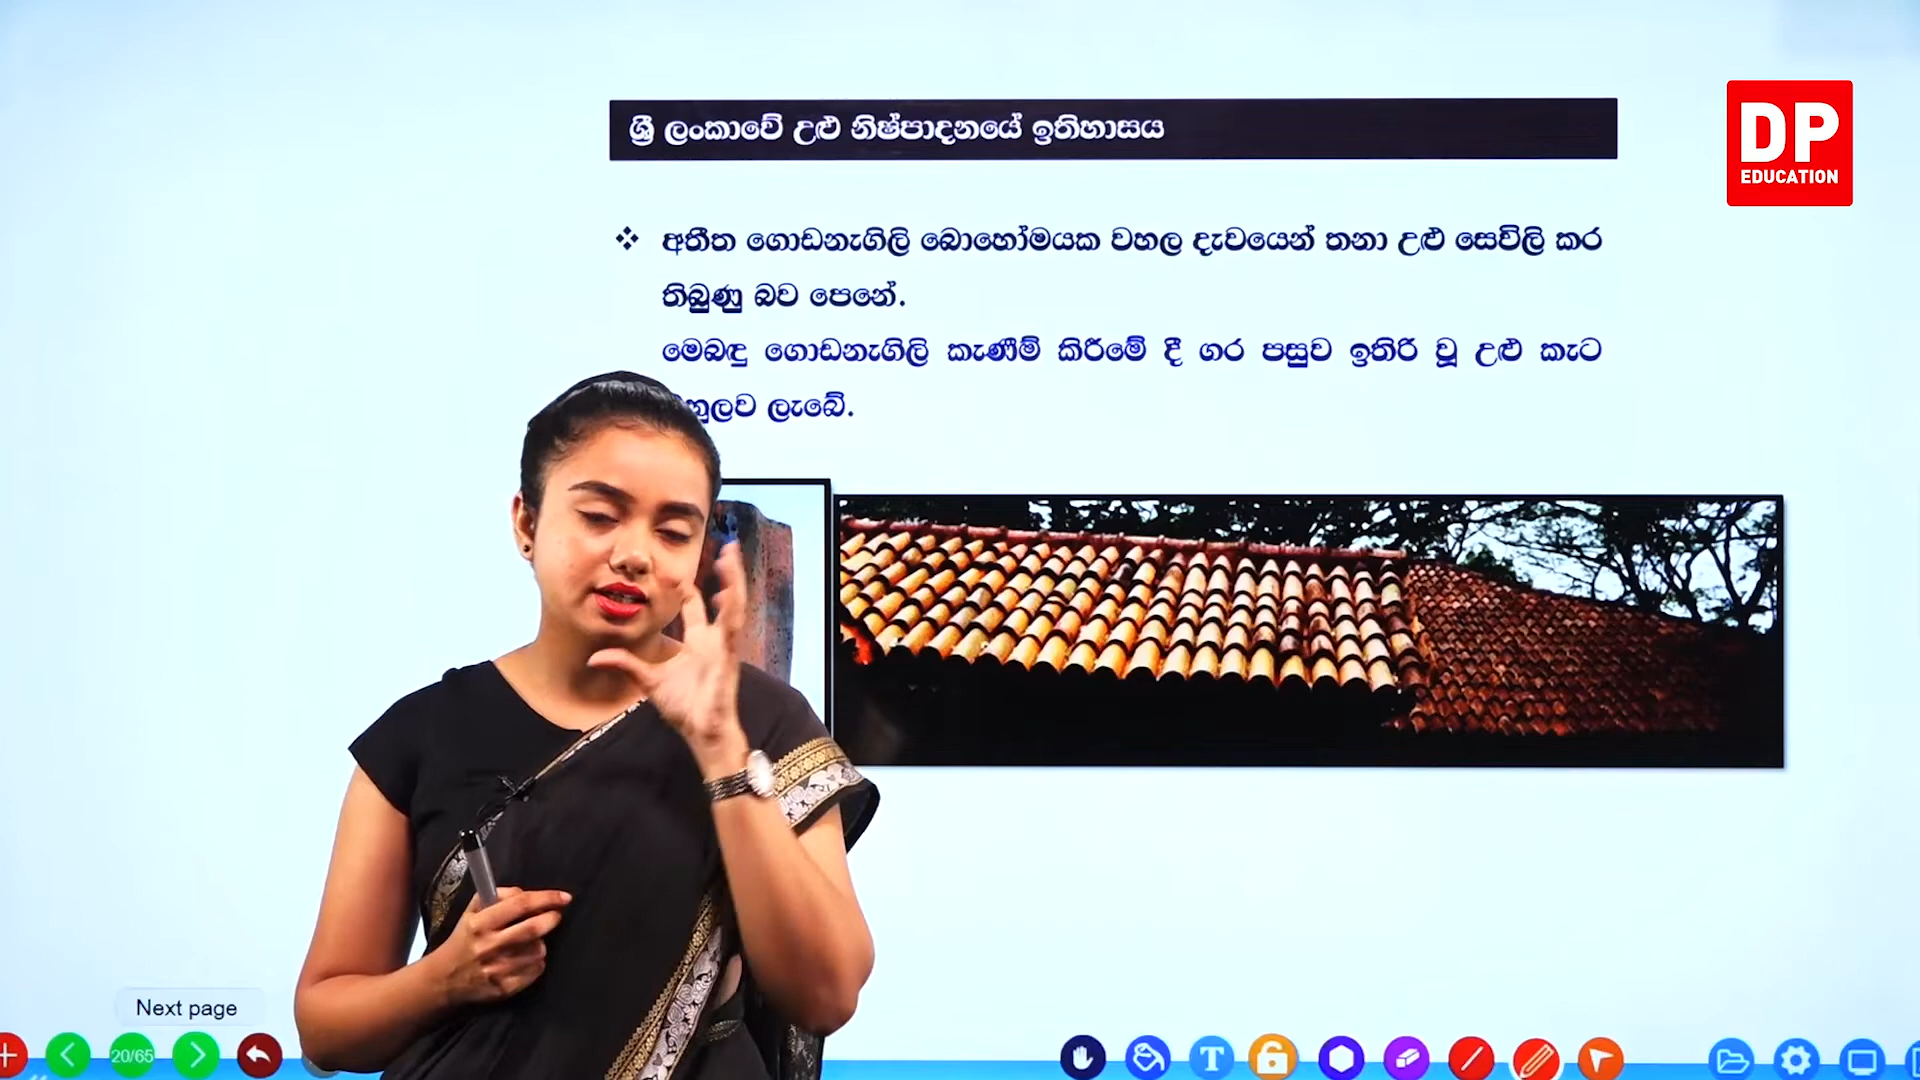 ශ්‍රී ලංකාවේ උළු නිෂ්පාදනයේ ඉතිහාසය
DP
EDUCATION
❖ අතීත ගොඩනැගිලි බොහෝමයක වහල දැවයෙන් තනා උළු සෙවිලි කර
තිබුණු බව පෙනේ.
මෙබඳු ගොඩනැගිලි කැණීම් කිරීමේ දී ගර පසුව ඉතිරි වූ උළු කැට
ලැබේ.
Next page
20/65
T